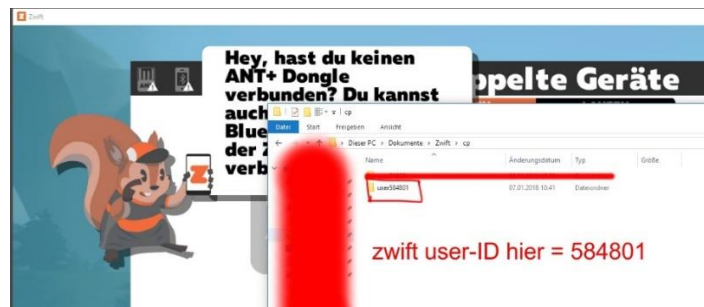 Zwift
Hey, hast du keinen
ANT+ Dongle
verbunden? Du kannst
auch
Blue
der Z
verb
ppelte Geräte
cp
Datei Start Freigeben Ansicht
Dieser PC > Dokumente > Zwift > cp
Name Änderungsdatum Typ Größe
user584801 07.01.2018 10:41 Dateiordner
zwift user-ID hier = 584801